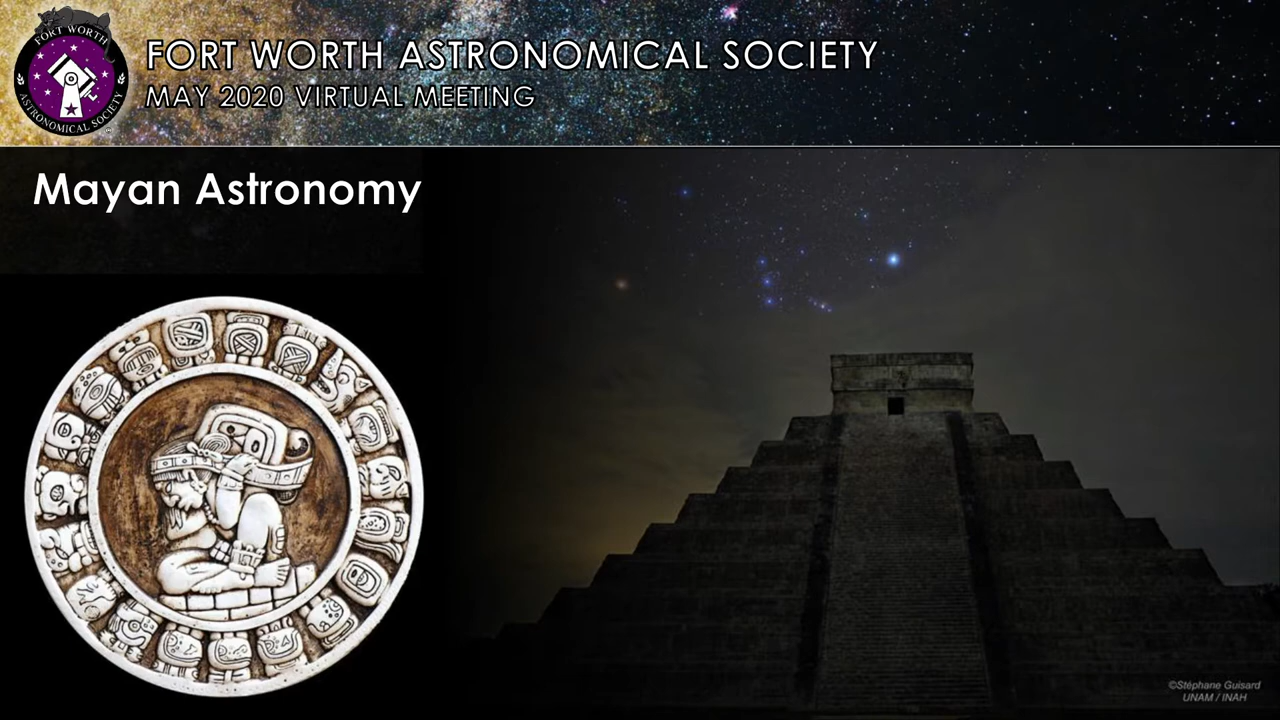 FORT WORTH
ASTRONOMICAL SOCIETY
FORT WORTH ASTRONOMICAL SOCIETY
MAY 2020 VIRTUAL MEETING
Mayan Astronomy
©Stéphane Guisard
UNAM / INAH